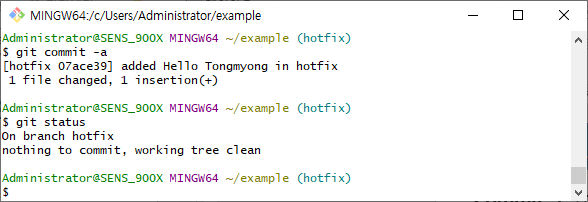 MINGW64:/c/Users/Administrator/example
Administrator@SENS_900X MINGW64 ~/example (hotfix)
$ git commit -a
[hotfix 07ace39] added Hello Tongmyong in hotfix
 1 file changed, 1 insertion(+)
Administrator@SENS_900X MINGW64 ~/example (hotfix)
$ git status
On branch hotfix
nothing to commit, working tree clean
Administrator@SENS_900X MINGW64 ~/example (hotfix)
$